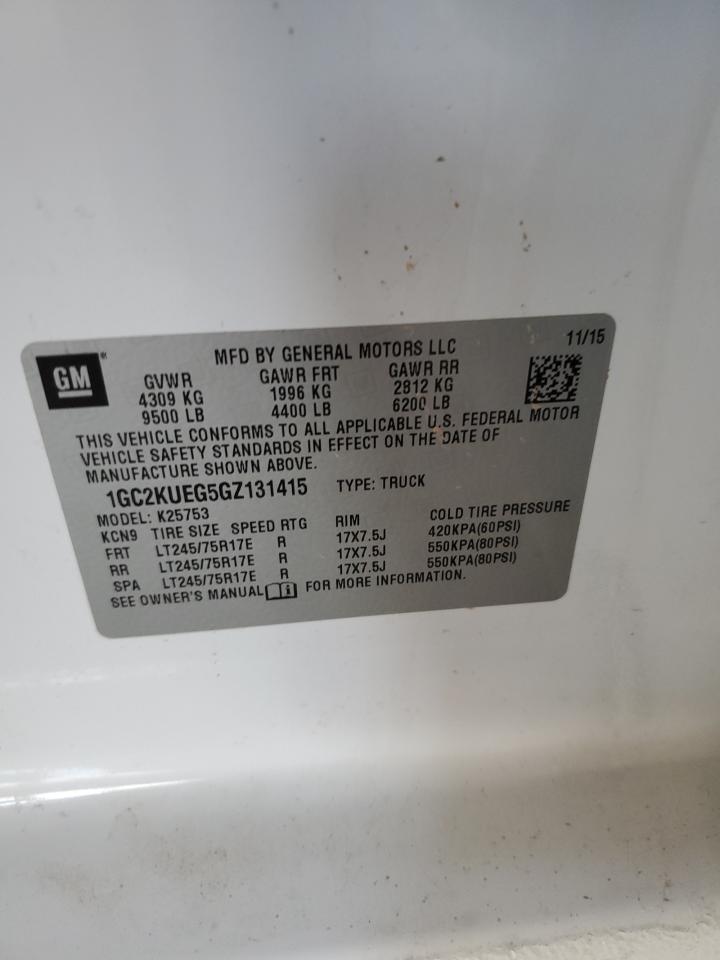 GM
MFD BY GENERAL MOTORS LLC 11/15
GVWR GAWR FRT GAWR RR
4309 KG 1996 KG 2812 KG
9500 LB 4400 LB 6200 LB
THIS VEHICLE CONFORMS TO ALL APPLICABLE U.S. FEDERAL MOTOR
VEHICLE SAFETY STANDARDS IN EFFECT ON THE DATE OF
MANUFACTURE SHOWN ABOVE.
1GC2KUEG5GZ131415 TYPE: TRUCK
MODEL: K25753
KCN9 TIRE SIZE SPEED RTG RIM COLD TIRE PRESSURE
FRT LT245/75R17E R 17X7.5J 420KPA(60PSI)
RR LT245/75R17E R 17X7.5J 550KPA(80PSI)
SPA LT245/75R17E R 17X7.5J 550KPA(80PSI)
SEE OWNER'S MANUAL FOR MORE INFORMATION.